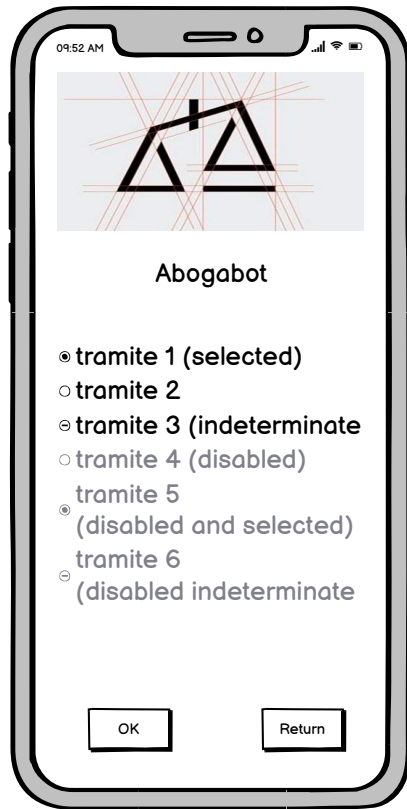 09:52 AM
Abogabot
tramite 1 (selected)
tramite 2
tramite 3 (indeterminate
tramite 4 (disabled)
tramite 5
(disabled and selected)
tramite 6
(disabled indeterminate
OK
Return